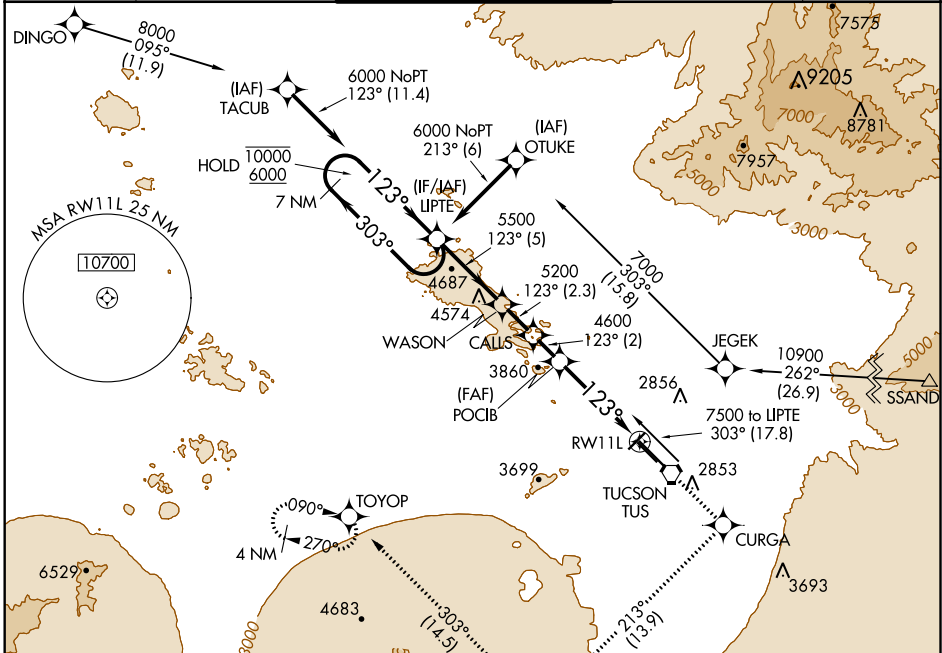 DINGO
8000
095°
(11.9)
(IAF)
TACUB
6000 NoPT
123° (11.4)
6000 NoPT
213° (6)
(IAF)
OTUKE
7575
9205
7000
8781
7957
5000
3000
HOLD
10000
6000
7 NM
123°
303°
(IF/IAF)
LIPTE
MSA RW11L 25 NM
10700
5500
123° (5)
4687
4574
5200
123° (2.3)
WASON
CALLS
4600
123° (2)
3860
(FAF)
POCIB
7000
303°
(15.8)
JEGEK
10900
262°
(26.9)
5000
SSAND
3000
123°
2856
7500 to LIPTE
303° (17.8)
RW11L
TUCSON
TUS
2853
3699
090°
TOYOP
270°
4 NM
CURGA
6529
4683
3000
303°
(14.5)
213°
(13.9)
3693